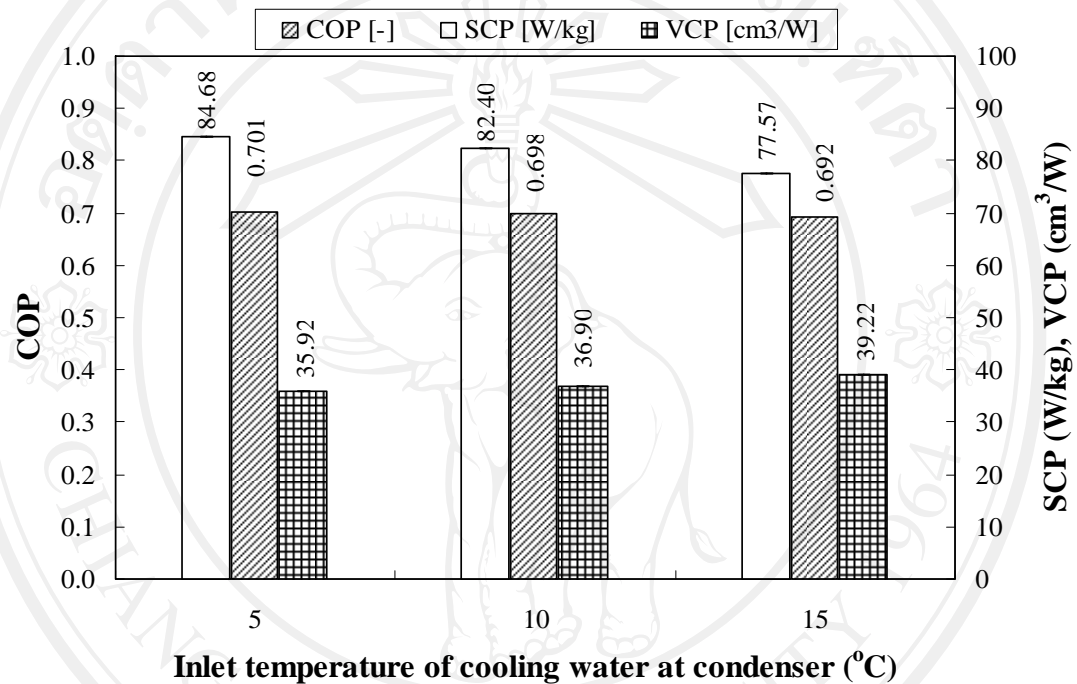 COP [-] SCP [W/kg] VCP [cm3/W]
1.0 100
0.9 90
0.8 80
0.7 70
0.6 60
0.5 50
0.4 40
0.3 30
0.2 20
0.1 10
0.0 0
COP
SCP (W/kg), VCP (cm³/W)
84.68 0.701 35.92
82.40 0.698 36.90
77.57 0.692 39.22
5 10 15
Inlet temperature of cooling water at condenser (°C)
CHIANG
1964